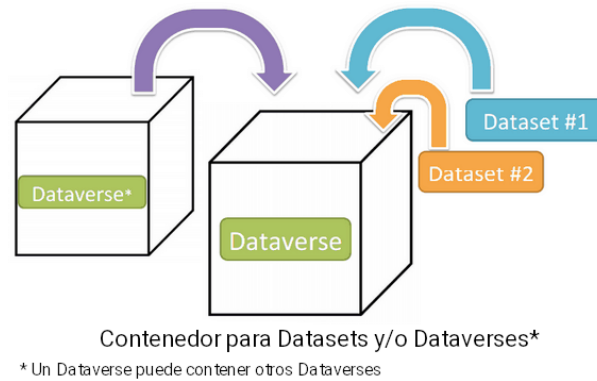 Dataset #1
Dataset #2
Dataverse*
Dataverse
Contenedor para Datasets y/o Dataverses*
* Un Dataverse puede contener otros Dataverses